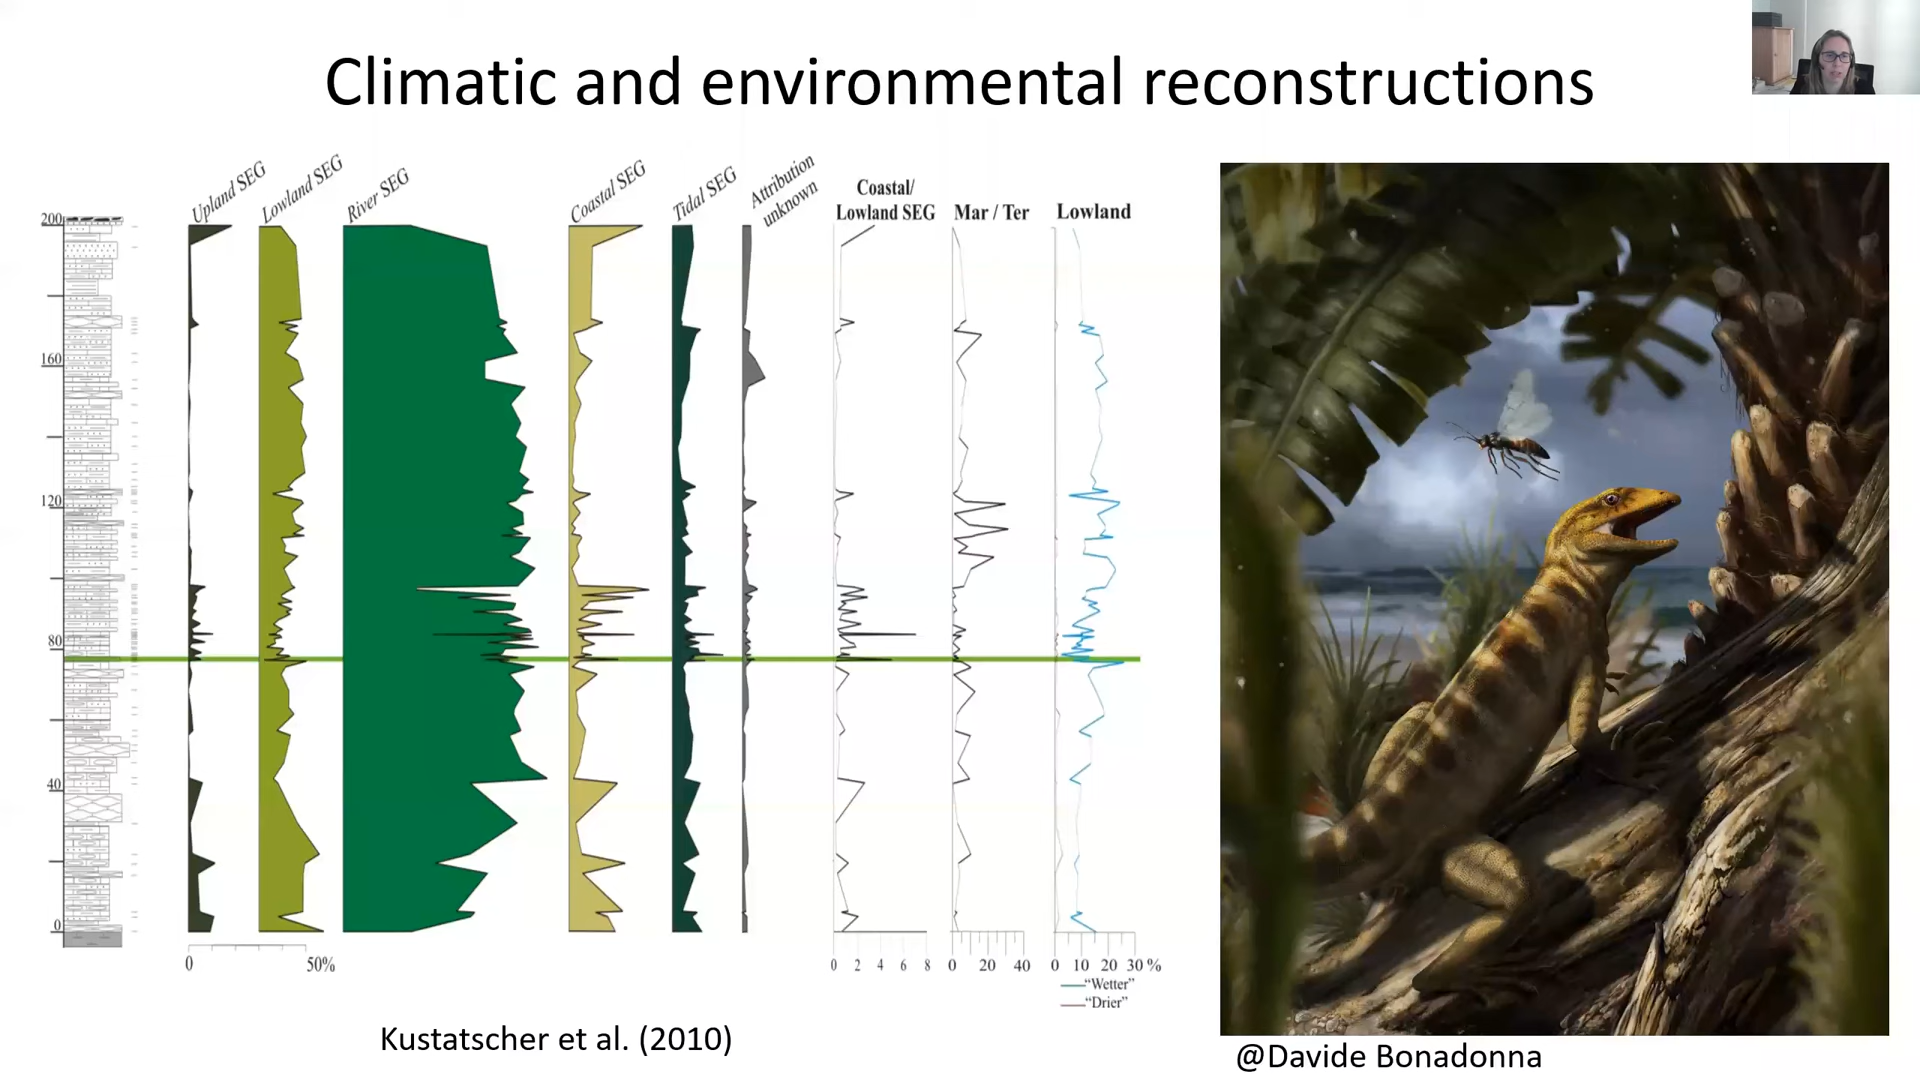 Climatic and environmental reconstructions
Upland SEG
Lowland SEG
River SEG
Coastal SEG
Tidal SEG
Attribution
unknown
Coastal/
Lowland SEG
Mar / Ter
Lowland
200
160
120
80
40
0
0 50%
0 2 4 6 8
0 20 40
0 10 20 30 %
"Wetter"
"Drier"
Kustatscher et al. (2010)
@Davide Bonadonna